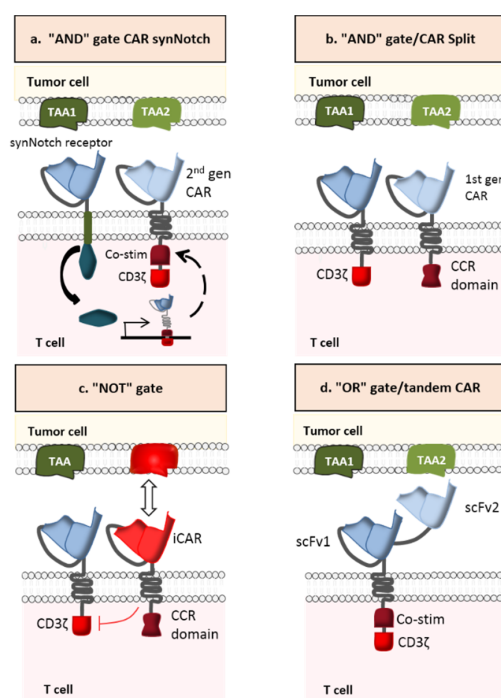 a. "AND" gate CAR synNotch
Tumor cell
TAA1
TAA2
synNotch receptor
2nd gen
CAR
Co-stim
CD3ζ
T cell
b. "AND" gate/CAR Split
Tumor cell
TAA1
TAA2
1st gen
CAR
CD3ζ
CCR
domain
T cell
c. "NOT" gate
Tumor cell
TAA
iCAR
CD3ζ
CCR
domain
T cell
d. "OR" gate/tandem CAR
Tumor cell
TAA1
TAA2
scFv2
scFv1
Co-stim
CD3ζ
T cell